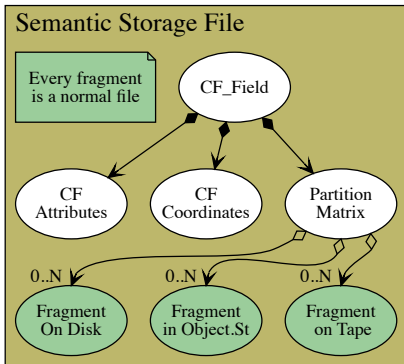 Semantic Storage File
Every fragment
is a normal file
CF_Field
CF
Attributes
CF
Coordinates
Partition
Matrix
0..N
0..N
0..N
Fragment
On Disk
Fragment
in Object.St
Fragment
on Tape